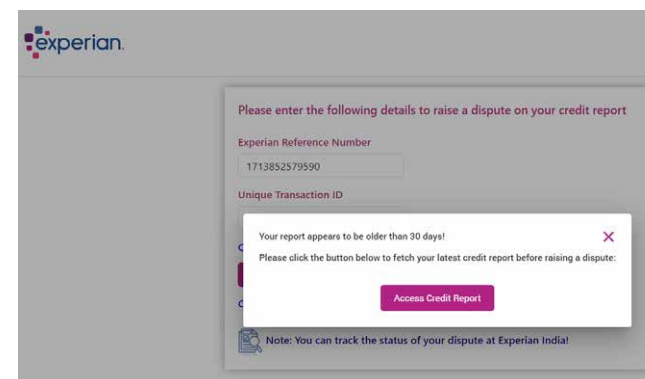 experian.
Please enter the following details to raise a dispute on your credit report
Experian Reference Number
1713852579590
Unique Transaction ID
Your report appears to be older than 30 days!
Please click the button below to fetch your latest credit report before raising a dispute:
Access Credit Report
Note: You can track the status of your dispute at Experian India!